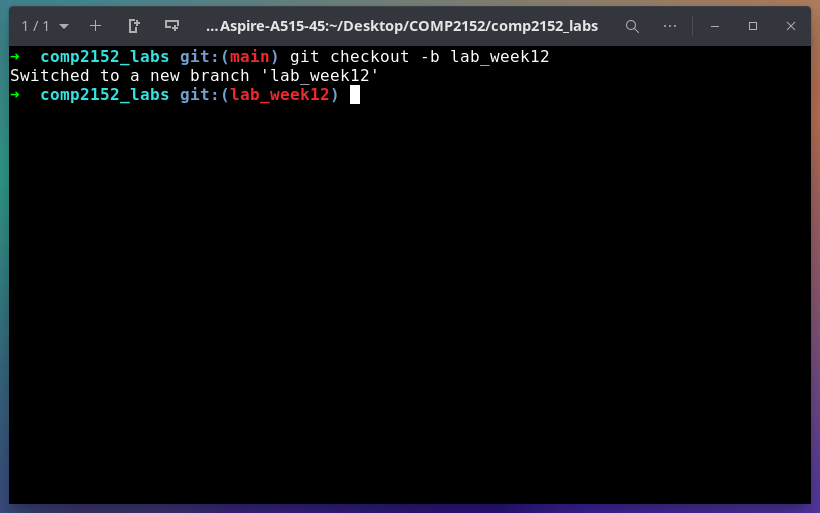 1 / 1 ...Aspire-A515-45:~/Desktop/COMP2152/comp2152_labs
➜ comp2152_labs git:(main) git checkout -b lab_week12
Switched to a new branch 'lab_week12'
➜ comp2152_labs git:(lab_week12)